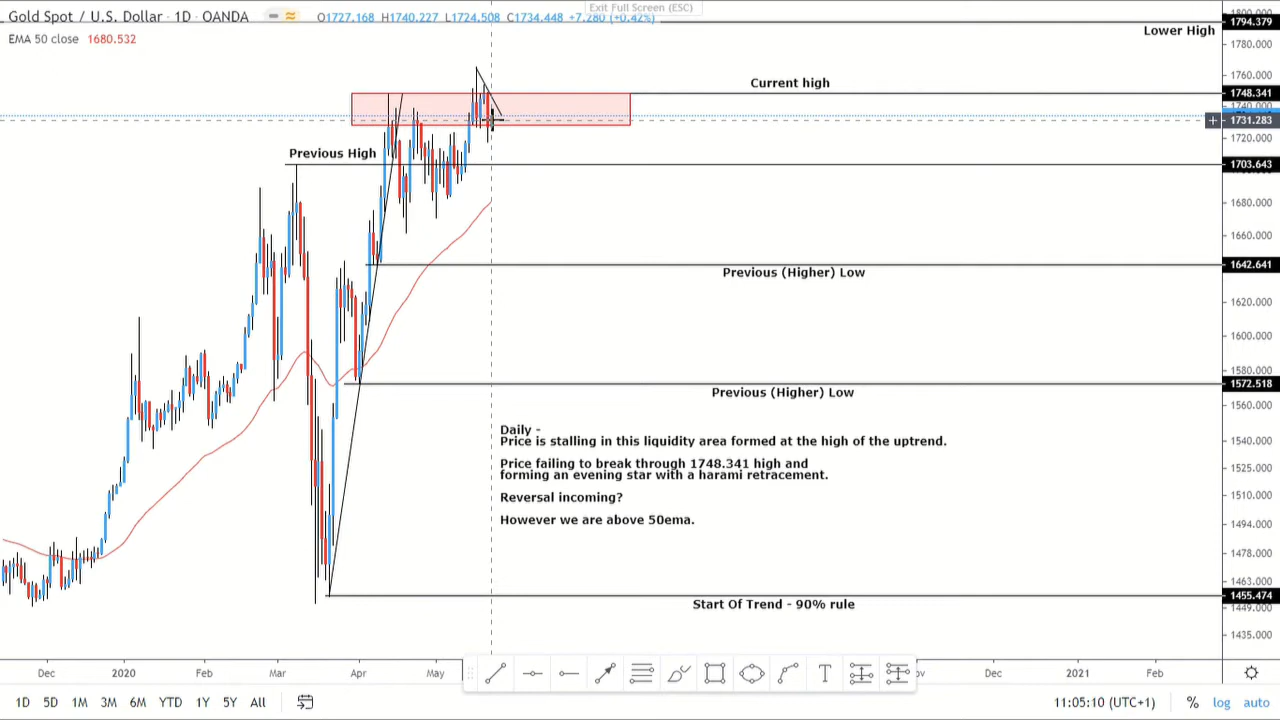 Gold Spot / U.S. Dollar · 1D · OANDA
O1727.168 H1740.227 L1724.508 C1734.448 +7.280 (+0.42%)
Exit Full Screen (ESC)
EMA 50 close 1680.532
1794.379
Lower High
1780.000
1760.000
Current high
1748.341
1740.000
1731.283
1720.000
Previous High
1703.643
1680.000
1660.000
1642.641
Previous (Higher) Low
1620.000
1600.000
1580.000
1572.518
Previous (Higher) Low
1560.000
Daily -
Price is stalling in this liquidity area formed at the high of the uptrend.
1540.000
Price failing to break through 1748.341 high and
forming an evening star with a harami retracement.
1525.000
Reversal incoming?
1510.000
However we are above 50ema.
1494.000
1478.000
1463.000
1455.474
Start Of Trend - 90% rule
1449.000
1435.000
Dec 2020 Feb Mar Apr May ov Dec 2021 Feb
T
1D 5D 1M 3M 6M YTD 1Y 5Y All
11:05:10 (UTC+1) % log auto